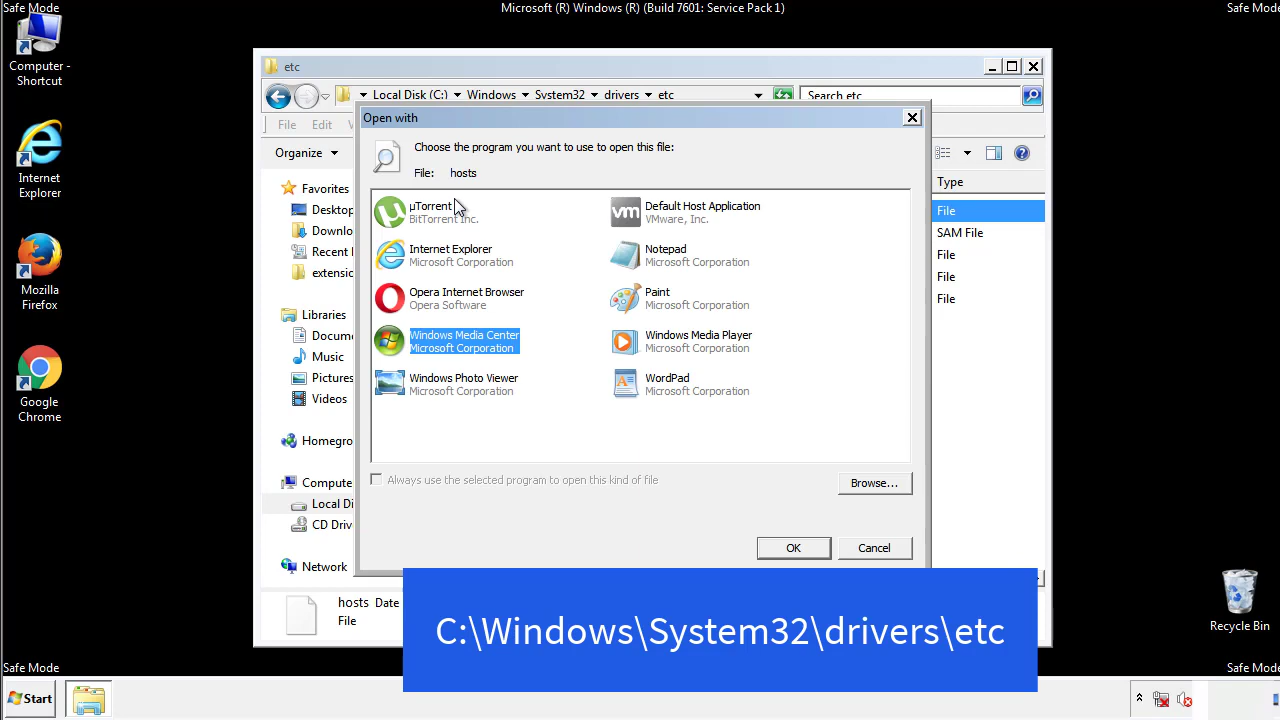 Safe Mode
Microsoft (R) Windows (R) (Build 7601: Service Pack 1)
Safe Mode
Computer - Shortcut
Internet Explorer
Mozilla Firefox
Google Chrome
etc
Local Disk (C:) Windows System32 drivers etc
Search etc
File Edit
Organize
Favorites
Desktop
Downlo
Recent
extensio
Libraries
Docume
Music
Pictures
Videos
Homegro
Compute
Local Di
CD Driv
Network
Type
File
SAM File
File
File
File
Open with
Choose the program you want to use to open this file:
File: hosts
µTorrent
BitTorrent Inc.
Default Host Application
VMware, Inc.
Internet Explorer
Microsoft Corporation
Notepad
Microsoft Corporation
Opera Internet Browser
Opera Software
Paint
Microsoft Corporation
Windows Media Center
Microsoft Corporation
Windows Media Player
Microsoft Corporation
Windows Photo Viewer
Microsoft Corporation
WordPad
Microsoft Corporation
Always use the selected program to open this kind of file
Browse...
OK
Cancel
hosts Date
File
C:\Windows\System32\drivers\etc
Recycle Bin
Safe Mode
Safe Mode
Start